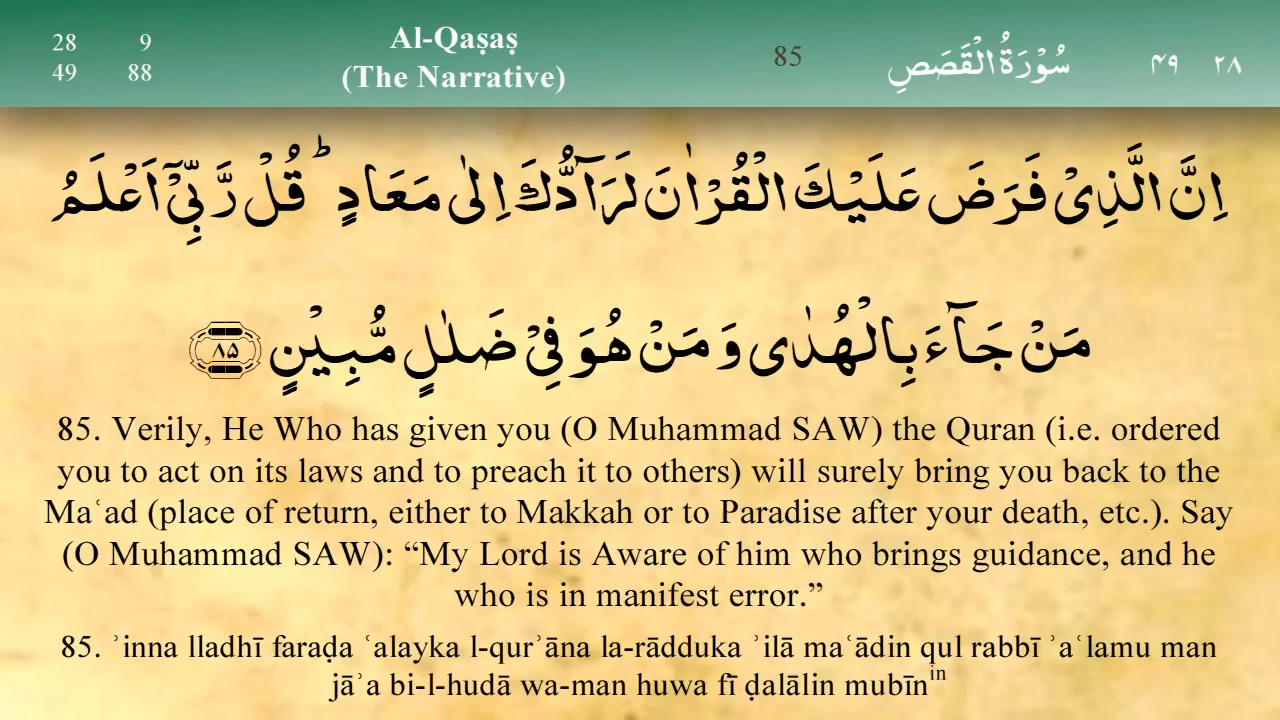 28 9
49 88
Al-Qaṣaṣ
(The Narrative)
85
سُوْرَةُ الْقَصَصِ
٤٩ ٢٨
اِنَّ الَّذِىْ فَرَضَ عَلَيْكَ الْقُرْاٰنَ لَرَآدُّكَ اِلٰى مَعَادٍ ؕ قُلْ رَّبِّىْۤ اَعْلَمُ
مَنْ جَآءَ بِالْهُدٰى وَ مَنْ هُوَ فِىْ ضَلٰلٍ مُّبِيْنٍ ۝٨٥
85. Verily, He Who has given you (O Muhammad SAW) the Quran (i.e. ordered
you to act on its laws and to preach it to others) will surely bring you back to the
Maʿad (place of return, either to Makkah or to Paradise after your death, etc.). Say
(O Muhammad SAW): “My Lord is Aware of him who brings guidance, and he
who is in manifest error.”
85. ʾinna lladhī faraḍa ʿalayka l-qurʾāna la-rādduka ʾilā maʿādin qul rabbī ʾaʿlamu man
jāʾa bi-l-hudā wa-man huwa fī ḍalālin mubīnⁱⁿ